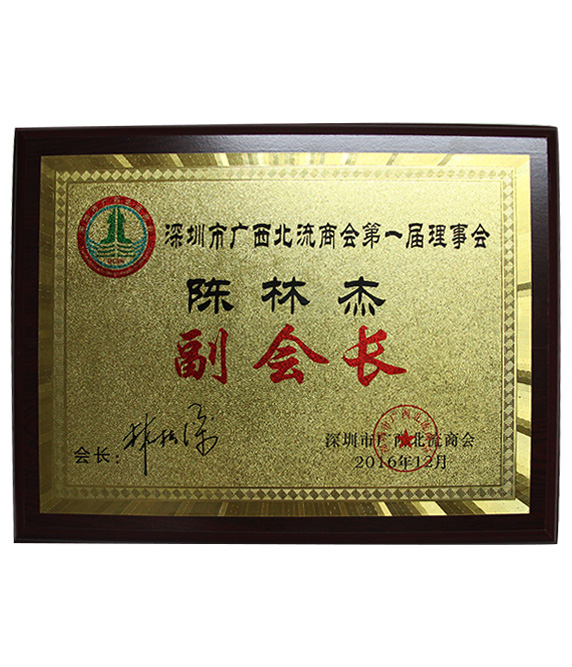 深圳市广西北流商会第一届理事会
陈林杰
副会长
会长：
深圳市广西北流商会
2016年12月